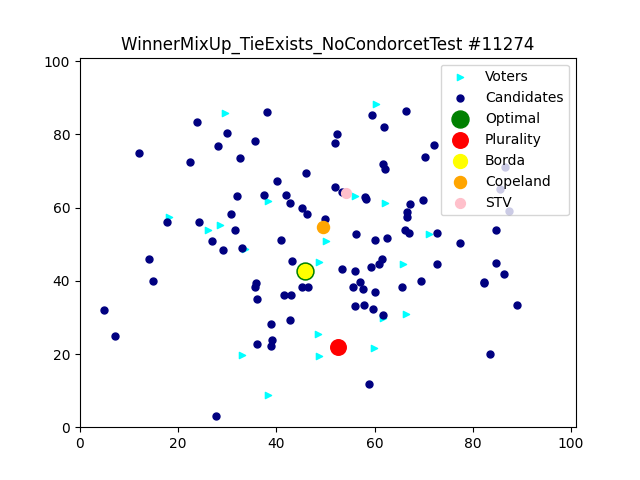 WinnerMixUp_TieExists_NoCondorcetTest #11274
Voters
Candidates
Optimal
Plurality
Borda
Copeland
STV
100
80
60
40
20
0
0 20 40 60 80 100